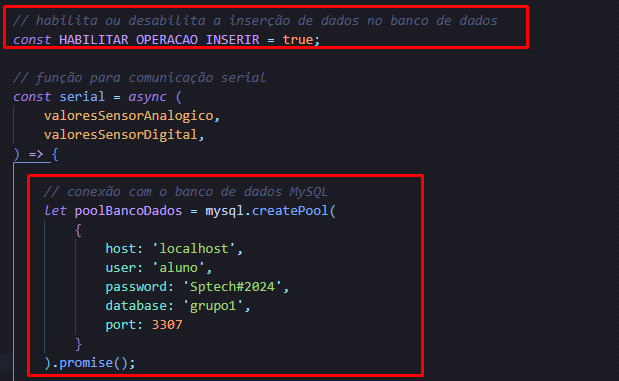 // habilita ou desabilita a inserção de dados no banco de dados
const HABILITAR_OPERACAO_INSERIR = true;
// função para comunicação serial
const serial = async (
valoresSensorAnalogico,
valoresSensorDigital,
) => {
// conexão com o banco de dados MySQL
let poolBancoDados = mysql.createPool(
{
host: 'localhost',
user: 'aluno',
password: 'Sptech#2024',
database: 'grupo1',
port: 3307
}
).promise();